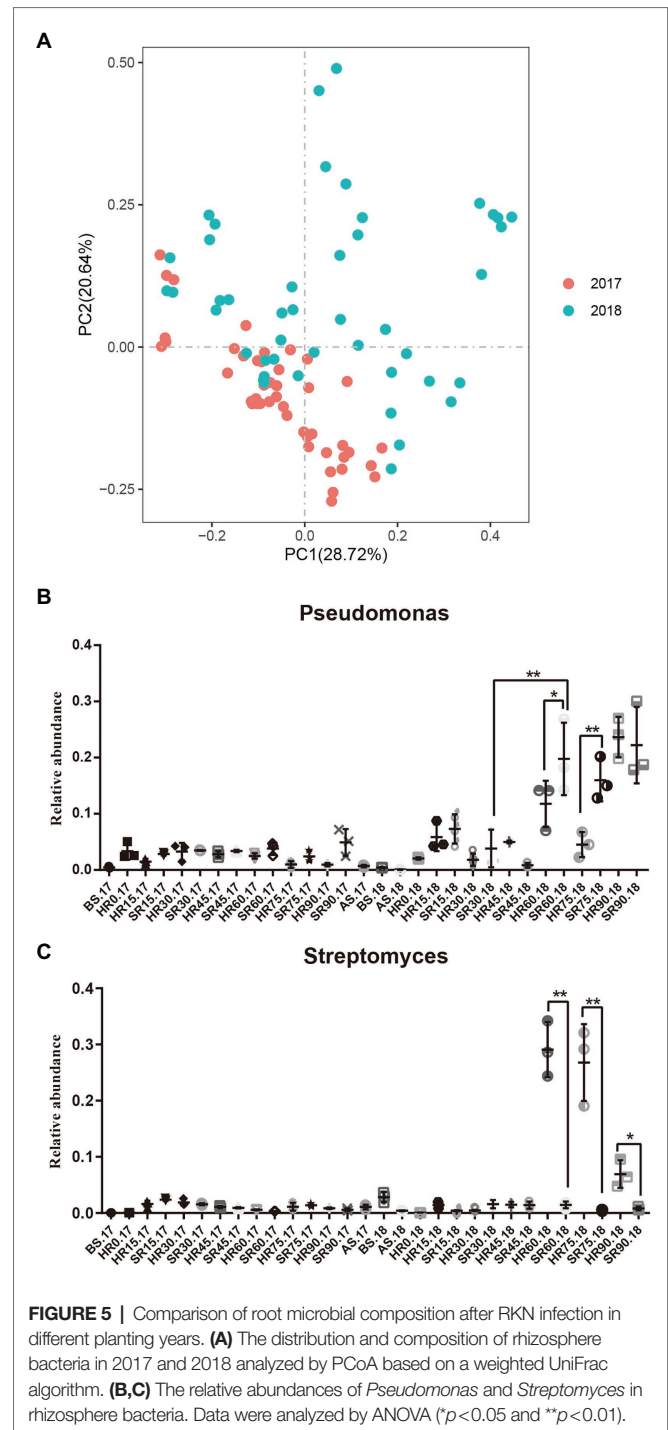 A
0.50
0.25
0.00
−0.25
PC2(20.64%)
−0.2
0.0
0.2
0.4
PC1(28.72%)
2017
2018
B
Pseudomonas
Relative abundance
0.4
0.3
0.2
0.1
0.0
**
*
**
BS.17
HR0.17
HR15.17
SR15.17
HR30.17
SR30.17
HR45.17
SR45.17
HR60.17
SR60.17
HR75.17
SR75.17
HR90.17
SR90.17
AS.17
BS.18
AS.18
HR0.18
HR15.18
SR15.18
HR30.18
SR30.18
HR45.18
SR45.18
HR60.18
SR60.18
HR75.18
SR75.18
HR90.18
SR90.18
C
Streptomyces
Relative abundance
0.4
0.3
0.2
0.1
0.0
**
**
*
BS.17
HR0.17
HR15.17
SR15.17
HR30.17
SR30.17
HR45.17
SR45.17
HR60.17
SR60.17
HR75.17
SR75.17
HR90.17
SR90.17
AS.17
BS.18
AS.18
HR0.18
HR15.18
SR15.18
HR30.18
SR30.18
HR45.18
SR45.18
HR60.18
SR60.18
HR75.18
SR75.18
HR90.18
SR90.18
FIGURE 5 | Comparison of root microbial composition after RKN infection in
different planting years. (A) The distribution and composition of rhizosphere
bacteria in 2017 and 2018 analyzed by PCoA based on a weighted UniFrac
algorithm. (B,C) The relative abundances of Pseudomonas and Streptomyces in
rhizosphere bacteria. Data were analyzed by ANOVA (*p<0.05 and **p<0.01).